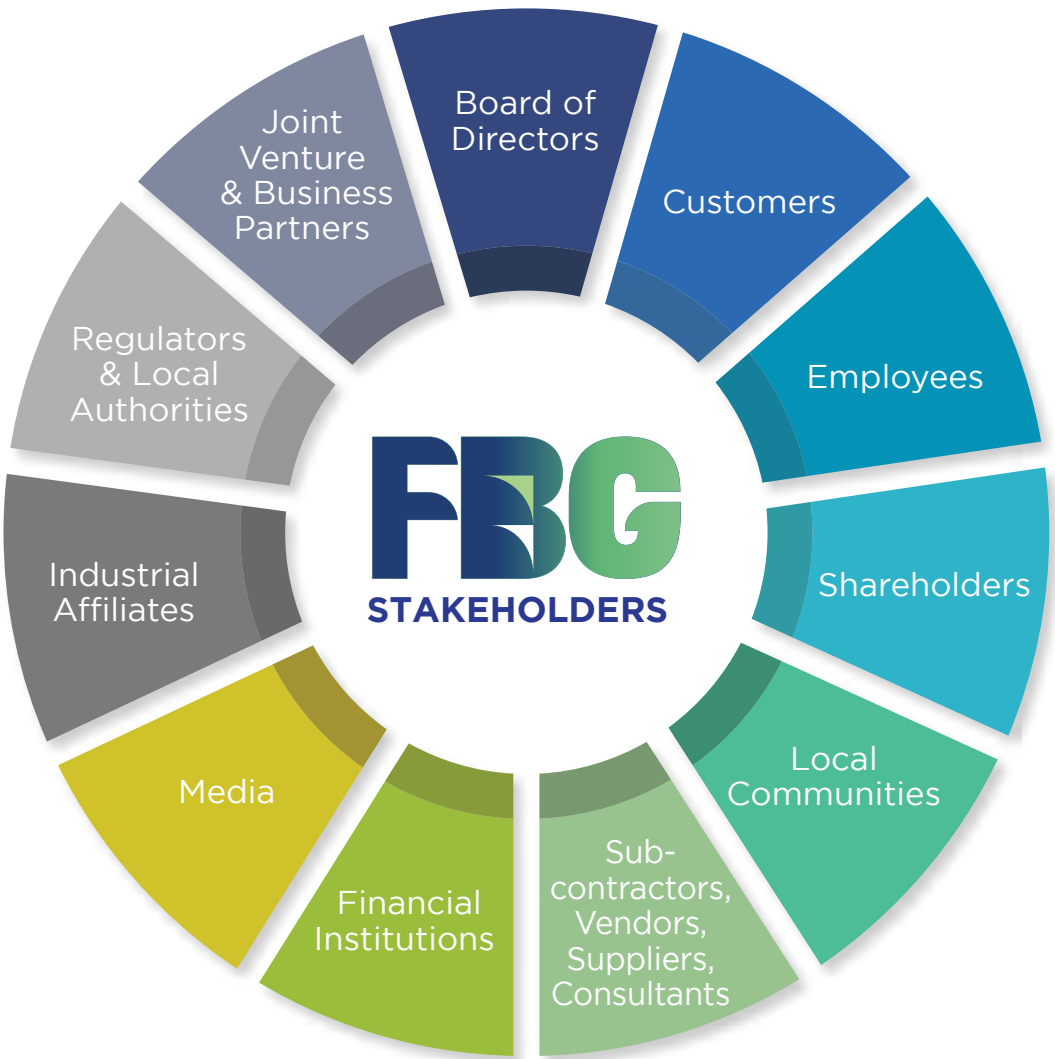 Board of
Directors
Customers
Employees
Shareholders
Local
Communities
Sub-
contractors,
Vendors,
Suppliers,
Consultants
Financial
Institutions
Media
Industrial
Affiliates
Regulators
& Local
Authorities
Joint
Venture
& Business
Partners
FBG
STAKEHOLDERS